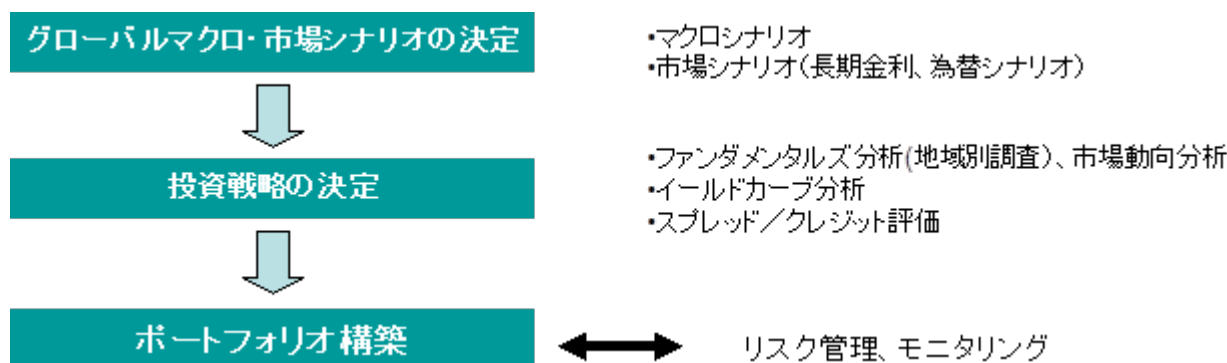 グローバルマクロ・市場シナリオの決定
・マクロシナリオ
・市場シナリオ(長期金利、為替シナリオ)
投資戦略の決定
・ファンダメンタルズ分析(地域別調査)、市場動向分析
・イールドカーブ分析
・スプレッド／クレジット評価
ポートフォリオ構築
リスク管理、モニタリング